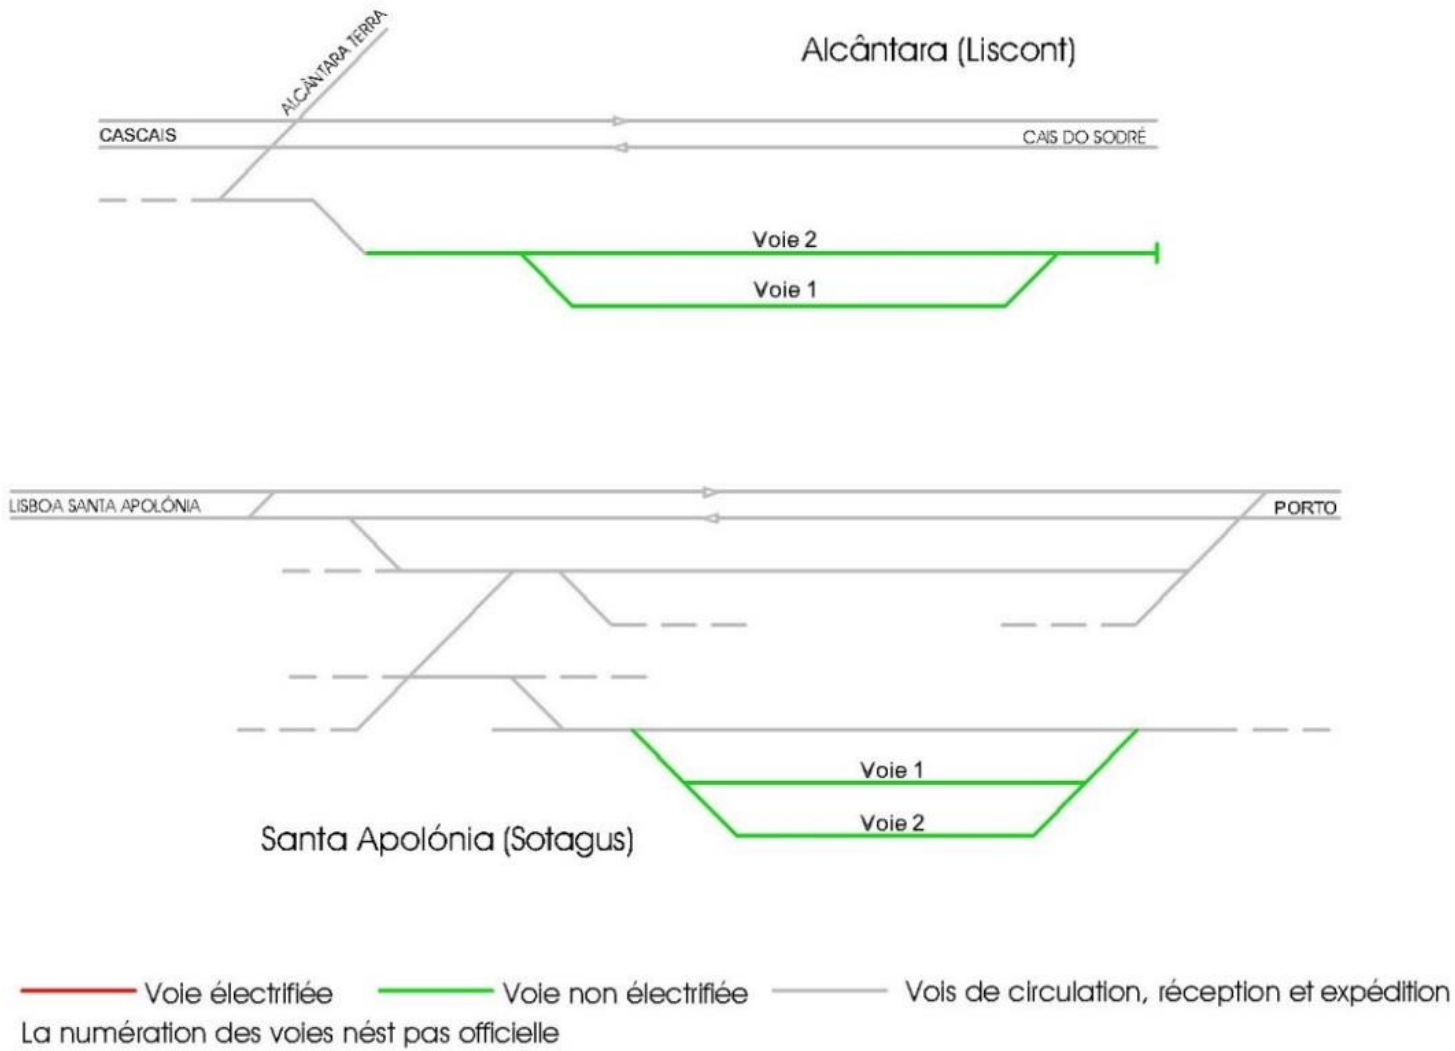 ALCÂNTARA TERRA
Alcântara (Liscont)
CASCAIS
CAIS DO SODRÉ
Voie 2
Voie 1
LISBOA SANTA APOLÓNIA
PORTO
Voie 1
Voie 2
Santa Apolónia (Sotagus)
Voie électrifiée
Voie non électrifiée
Vois de circulation, réception et expédition
La numération des voies nést pas officielle